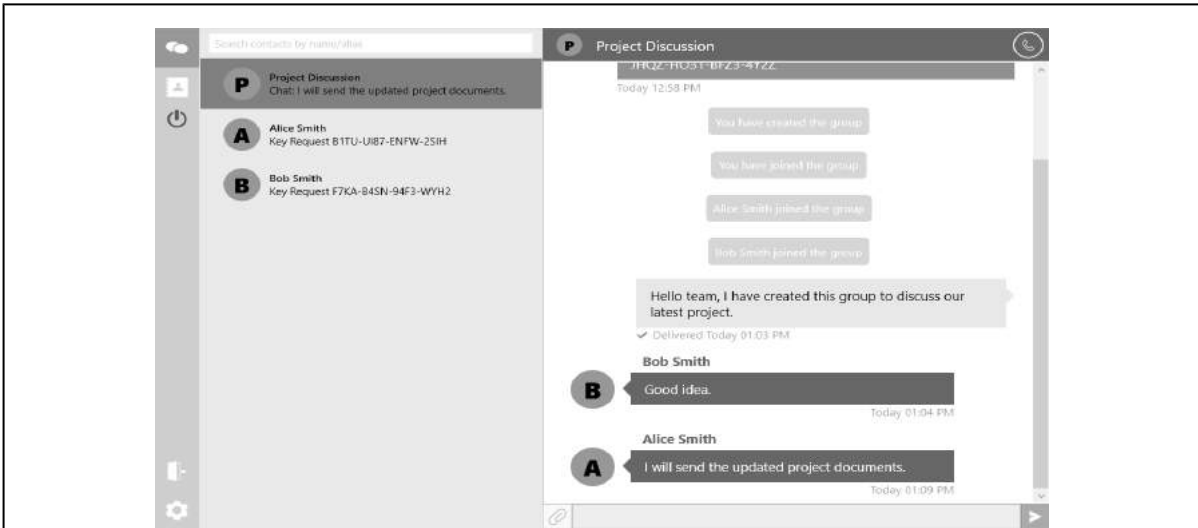 Search contacts by name/alias
P
Project Discussion
Chat: I will send the updated project documents.
A
Alice Smith
Key Request B1TU-UI87-ENFW-2SIH
B
Bob Smith
Key Request F7KA-B4SN-94F3-WYH2
P
Project Discussion
Today 12:58 PM
You have created the group
You have joined the group
Alice Smith joined the group
Bob Smith joined the group
Hello team, I have created this group to discuss our
latest project.
Delivered Today 01:03 PM
Bob Smith
B
Good idea.
Today 01:04 PM
Alice Smith
A
I will send the updated project documents.
Today 01:09 PM